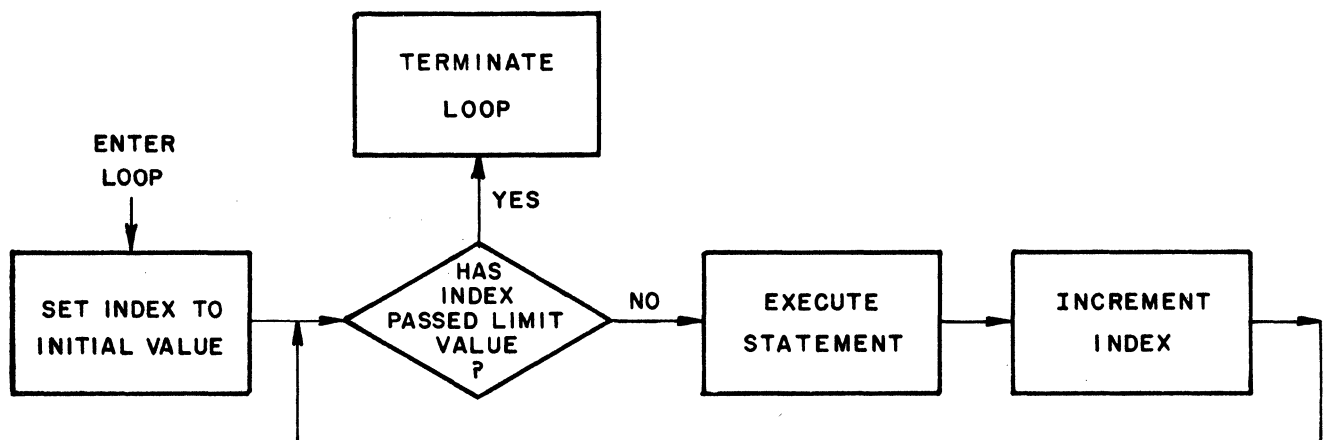 TERMINATE
LOOP
ENTER
LOOP
YES
SET INDEX TO
INITIAL VALUE
HAS
INDEX
PASSED LIMIT
VALUE
?
NO
EXECUTE
STATEMENT
INCREMENT
INDEX